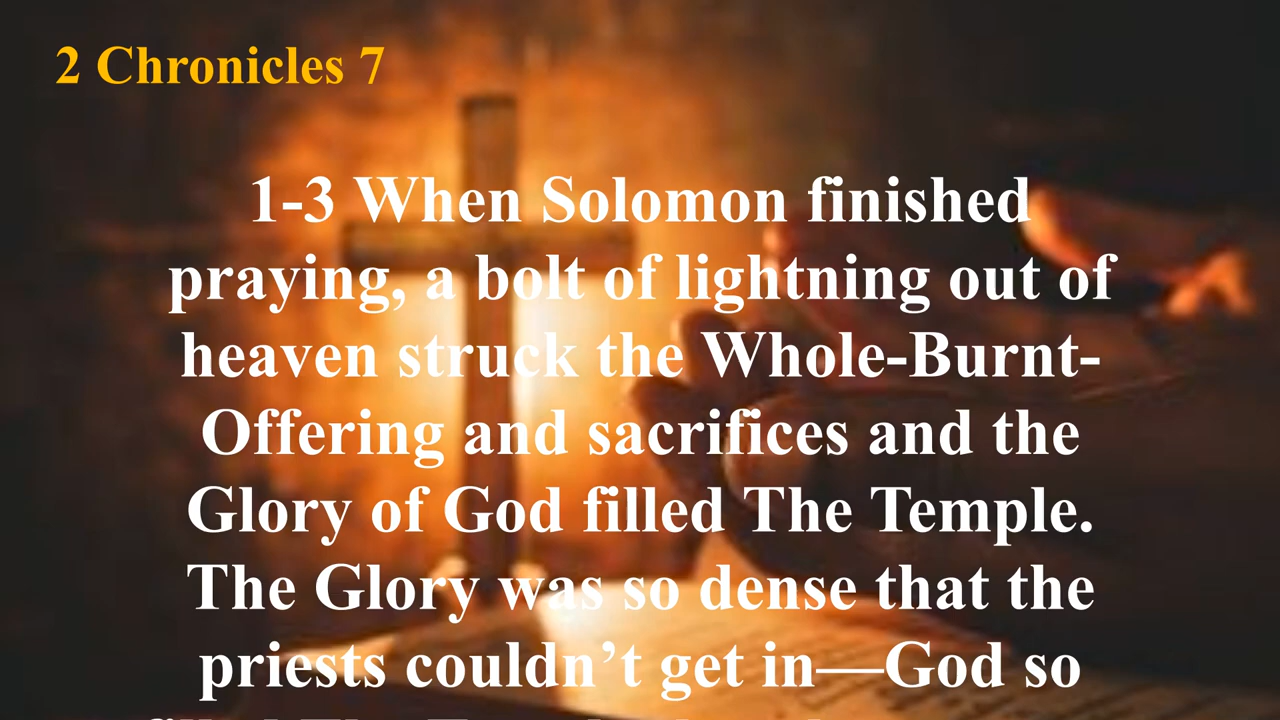 2 Chronicles 7
1-3 When Solomon finished
praying, a bolt of lightning out of
heaven struck the Whole-Burnt-
Offering and sacrifices and the
Glory of God filled The Temple.
The Glory was so dense that the
priests couldn’t get in—God so